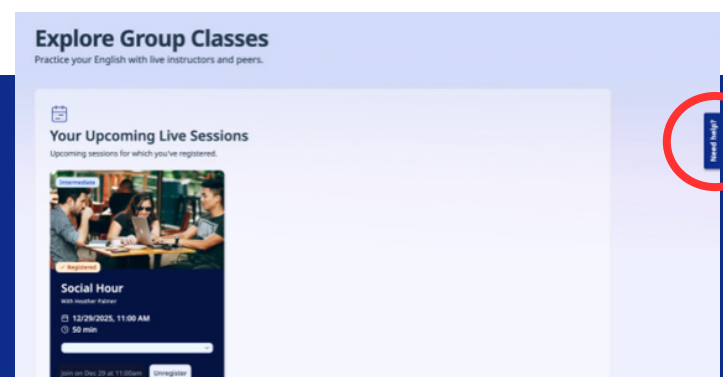 Explore Group Classes
Practice your English with live instructors and peers.
Need help?
Your Upcoming Live Sessions
Upcoming sessions for which you've registered.
Intermediate
✓ Registered
Social Hour
With Heather Palmer
12/29/2025, 11:00 AM
50 min
Join on Dec 29 at 11:00am
Unregister